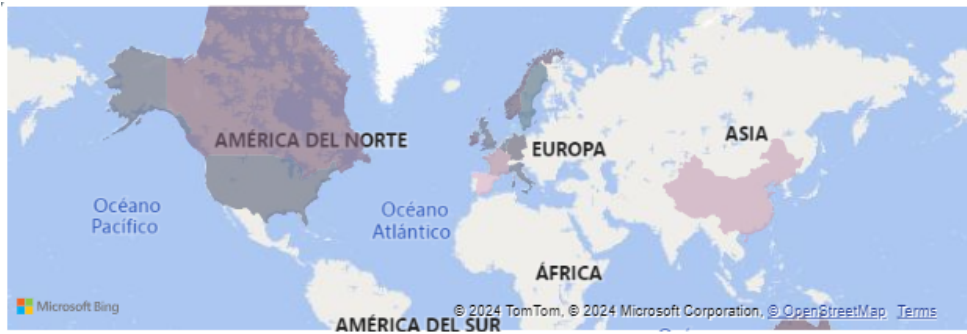 AMÉRICA DEL NORTE
EUROPA
ASIA
Océano
Pacífico
Océano
Atlántico
ÁFRICA
Microsoft Bing
© 2024 TomTom, © 2024 Microsoft Corporation, © OpenStreetMap Terms
AMÉRICA DEL SUR